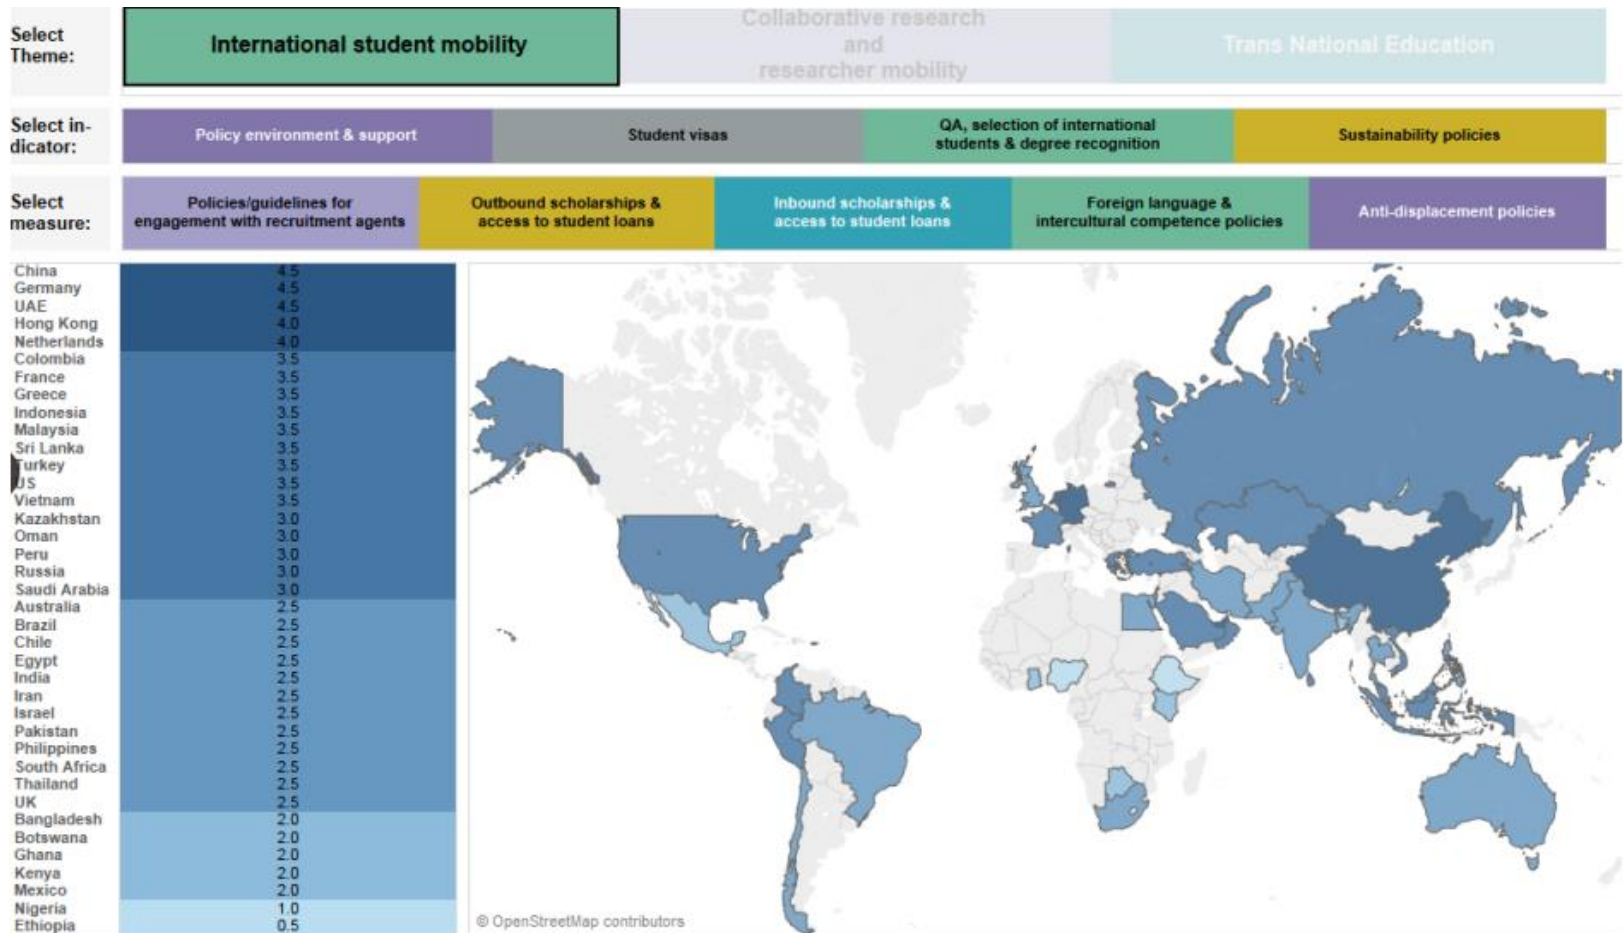 Select
Theme:
International student mobility
Collaborative research
and
researcher mobility
Trans National Education
Select in-
dicator:
Policy environment & support
Student visas
QA, selection of international
students & degree recognition
Sustainability policies
Select
measure:
Policies/guidelines for
engagement with recruitment agents
Outbound scholarships &
access to student loans
Inbound scholarships &
access to student loans
Foreign language &
intercultural competence policies
Anti-displacement policies
China 4.5
Germany 4.5
UAE 4.5
Hong Kong 4.0
Netherlands 4.0
Colombia 3.5
France 3.5
Greece 3.5
Indonesia 3.5
Malaysia 3.5
Sri Lanka 3.5
Turkey 3.5
US 3.5
Vietnam 3.5
Kazakhstan 3.0
Oman 3.0
Peru 3.0
Russia 3.0
Saudi Arabia 3.0
Australia 2.5
Brazil 2.5
Chile 2.5
Egypt 2.5
India 2.5
Iran 2.5
Israel 2.5
Pakistan 2.5
Philippines 2.5
South Africa 2.5
Thailand 2.5
UK 2.5
Bangladesh 2.0
Botswana 2.0
Ghana 2.0
Kenya 2.0
Mexico 2.0
Nigeria 1.0
Ethiopia 0.5
© OpenStreetMap contributors